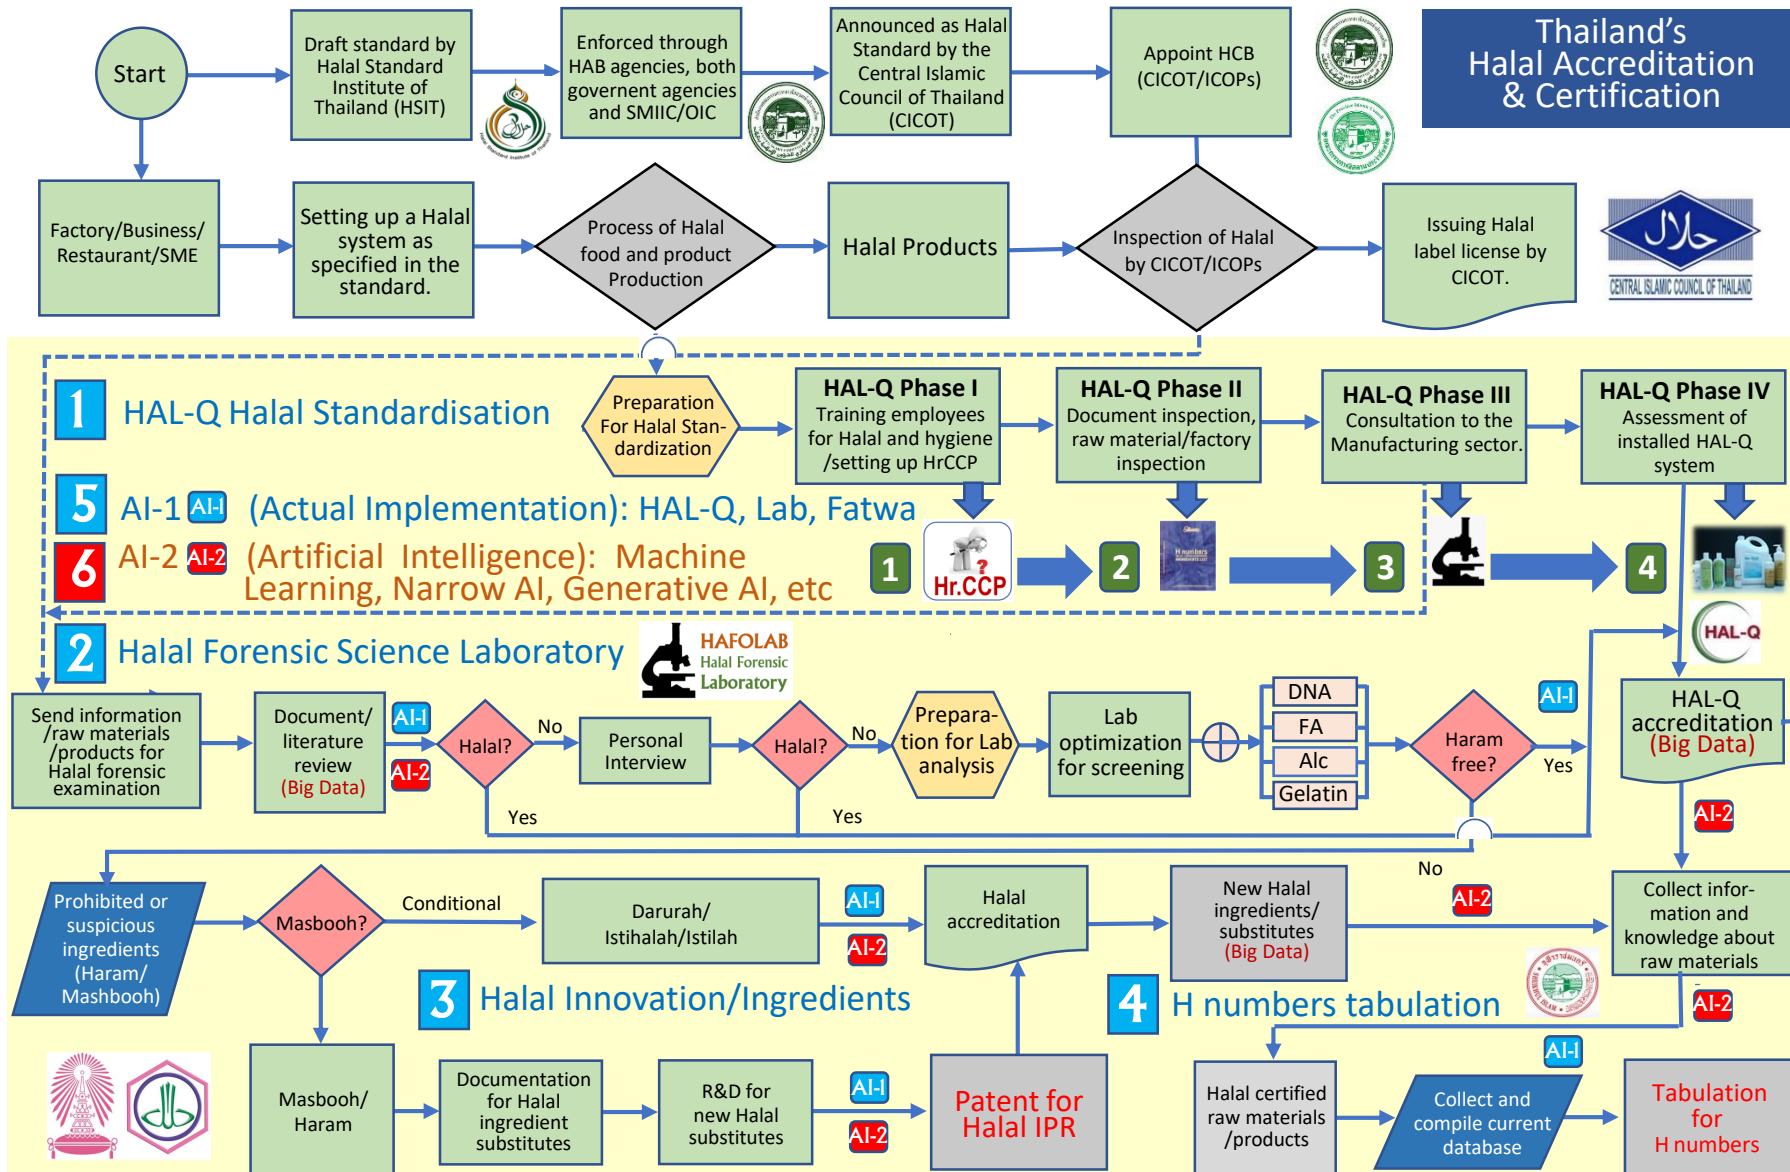 Thailand's
Halal Accreditation
& Certification
Start
Draft standard by
Halal Standard
Institute of
Thailand (HSIT)
Enforced through
HAB agencies, both
governent agencies
and SMIIC/OIC
Announced as Halal
Standard by the
Central Islamic
Council of Thailand
(CICOT)
Appoint HCB
(CICOT/ICOPs)
Factory/Business/
Restaurant/SME
Setting up a Halal
system as
specified in the
standard.
Process of Halal
food and product
Production
Halal Products
Inspection of Halal
by CICOT/ICOPs
Issuing Halal
label license by
CICOT.
حلال
CENTRAL ISLAMIC COUNCIL OF THAILAND
1 HAL-Q Halal Standardisation
Preparation
For Halal Stan-
dardization
HAL-Q Phase I
Training employees
for Halal and hygiene
/setting up HrCCP
HAL-Q Phase II
Document inspection,
raw material/factory
inspection
HAL-Q Phase III
Consultation to the
Manufacturing sector.
HAL-Q Phase IV
Assessment of
installed HAL-Q
system
5 AI-1 AI-1 (Actual Implementation): HAL-Q, Lab, Fatwa
6 AI-2 AI-2 (Artificial Intelligence): Machine
Learning, Narrow AI, Generative AI, etc
1
?
Hr.CCP
2
H numbers
3
4
HAL-Q
2 Halal Forensic Science Laboratory
HAFOLAB
Halal Forensic
Laboratory
Send information
/raw materials
/products for
Halal forensic
examination
Document/
literature
review
(Big Data)
AI-1
AI-2
Halal?
No
Yes
Personal
Interview
Halal?
No
Yes
Prepara-
tion for Lab
analysis
Lab
optimization
for screening
DNA
FA
Alc
Gelatin
Haram
free?
AI-1
Yes
No
HAL-Q
accreditation
(Big Data)
AI-2
Prohibited or
suspicious
ingredients
(Haram/
Mashbooh)
Masbooh?
Conditional
Darurah/
Istihalah/Istilah
AI-1
AI-2
Halal
accreditation
New Halal
ingredients/
substitutes
(Big Data)
AI-2
Collect infor-
mation and
knowledge about
raw materials
AI-2
3 Halal Innovation/Ingredients
4 H numbers tabulation
Masbooh/
Haram
Documentation
for Halal
ingredient
substitutes
R&D for
new Halal
substitutes
AI-1
AI-2
Patent for
Halal IPR
Halal certified
raw materials
/products
Collect and
compile current
database
AI-1
Tabulation
for
H numbers